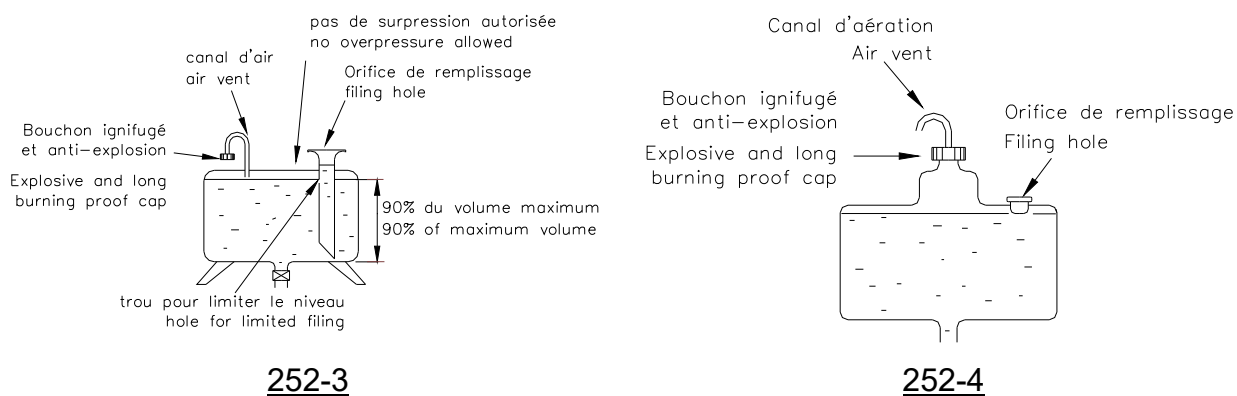 pas de surpression autorisée
no overpressure allowed
canal d'air
air vent
Orifice de remplissage
filing hole
Bouchon ignifugé
et anti-explosion
Explosive and long
burning proof cap
90% du volume maximum
90% of maximum volume
trou pour limiter le niveau
hole for limited filing
252-3
Canal d'aération
Air vent
Bouchon ignifugé
et anti-explosion
Explosive and long
burning proof cap
Orifice de remplissage
Filing hole
252-4